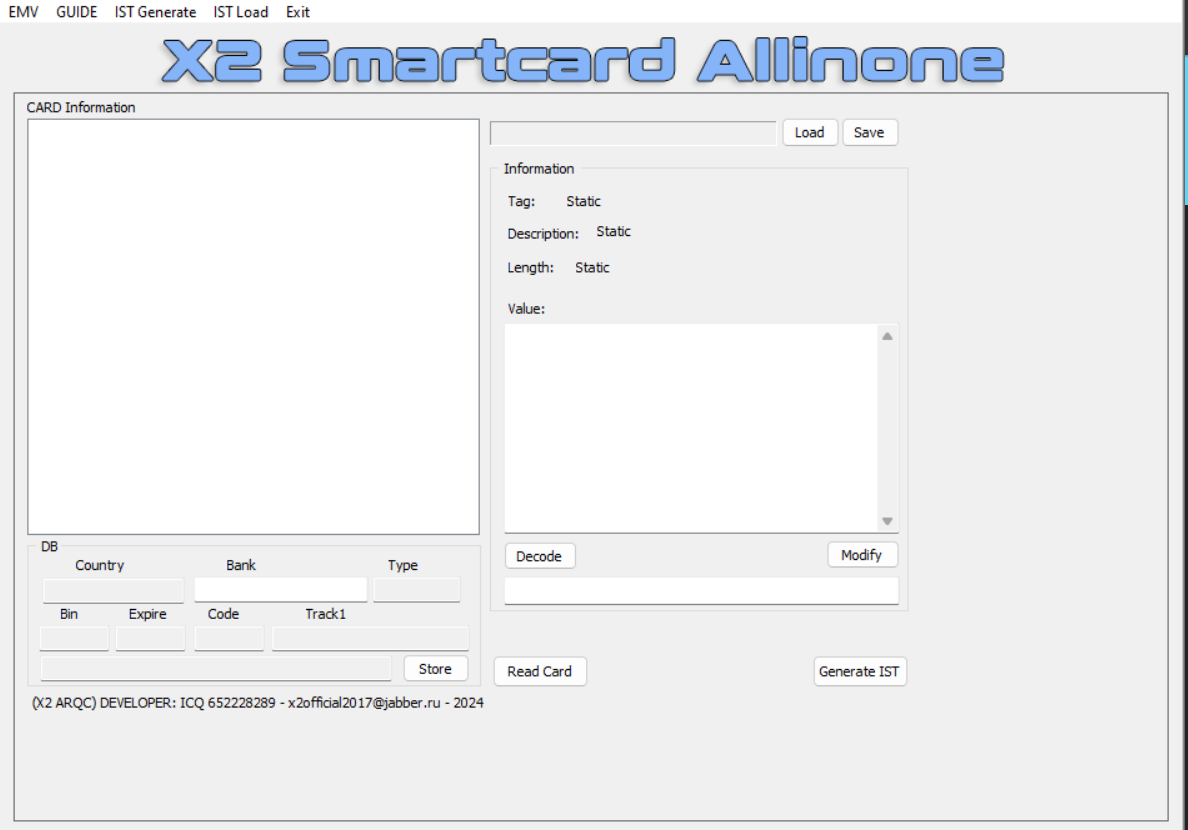 EMV GUIDE IST Generate IST Load Exit
X2 Smartcard Allinone
CARD Information
Load Save
Information
Tag: Static
Description: Static
Length: Static
Value:
Decode Modify
DB
Country Bank Type
Bin Expire Code Track1
Store
Read Card Generate IST
(X2 ARQC) DEVELOPER: ICQ 652228289 - x2official2017@jabber.ru - 2024